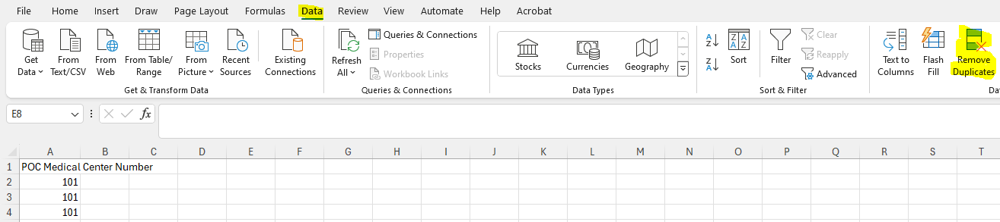 File Home Insert Draw Page Layout Formulas Data Review View Automate Help Acrobat
Get Data
From Text/CSV
From Web
From Table/ Range
From Picture
Recent Sources
Existing Connections
Get & Transform Data
Refresh All
Queries & Connections
Properties
Workbook Links
Queries & Connections
Stocks
Currencies
Geography
Data Types
A Z
Z A
Z A A Z
Sort
Filter
Clear
Reapply
Advanced
Sort & Filter
Text to Columns
Flash Fill
Remove Duplicates
Da
E8 fx
A B C D E F G H I J K L M N O P Q R S T
1 POC Medical Center Number
2 101
3 101
4 101